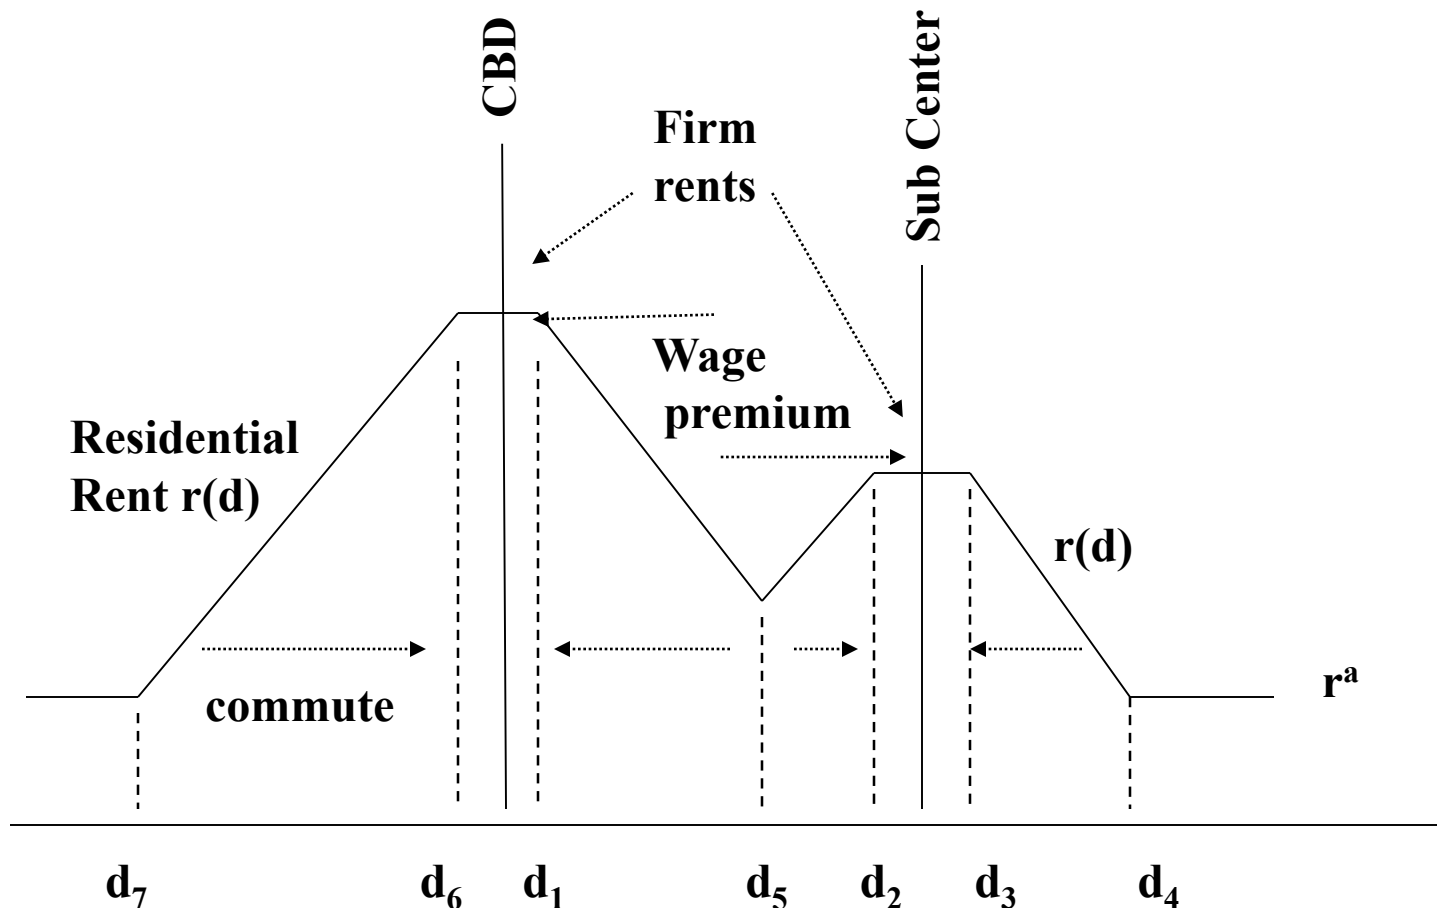 CBD
Sub Center
Firm
rents
Wage
premium
Residential
Rent r(d)
r(d)
commute
rᵃ
d₇ d₆ d₁ d₅ d₂ d₃ d₄